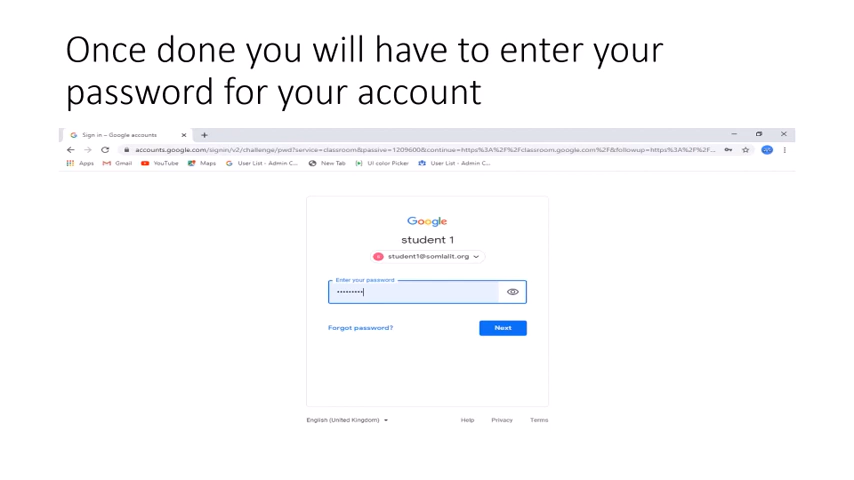 Once done you will have to enter your
password for your account
Sign in – Google accounts
accounts.google.com/signin/v2/challenge/pwd?service=classroom&passive=1209600&continue=https%3A%2F%2Fclassroom.google.com%2F&followup=https%3A%2F%2F...
Apps Gmail YouTube Maps User List - Admin C... New Tab UI color Picker User List - Admin C...
Google
student 1
student1@somlalit.org
Enter your password
Forgot password? Next
English (United Kingdom) Help Privacy Terms